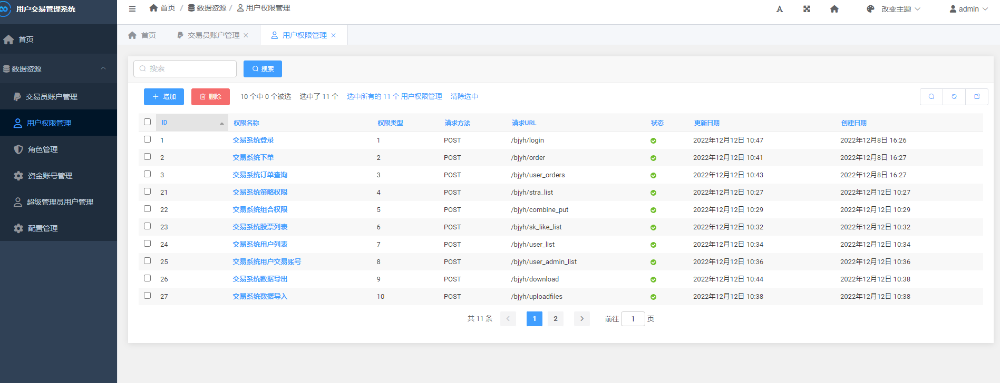 用户交易管理系统
首页 / 数据资源 / 用户权限管理
改变主题
admin
首页
交易员账户管理
用户权限管理
首页
数据资源
交易员账户管理
用户权限管理
角色管理
资金账号管理
超级管理员用户管理
配置管理
搜索
搜索
增加
删除
10 个中 0 个被选
选中了 11 个
选中所有的 11 个 用户权限管理
清除选中
ID 权限名称 权限类型 请求方法 请求URL 状态 更新日期 创建日期
1 交易系统登录 1 POST /bjyh/login 2022年12月12日 10:47 2022年12月8日 16:26
2 交易系统下单 2 POST /bjyh/order 2022年12月12日 10:41 2022年12月8日 16:27
3 交易系统订单查询 3 POST /bjyh/user_orders 2022年12月12日 10:43 2022年12月8日 16:27
21 交易系统策略权限 4 POST /bjyh/stra_list 2022年12月12日 10:27 2022年12月12日 10:27
22 交易系统组合权限 5 POST /bjyh/combine_put 2022年12月12日 10:29 2022年12月12日 10:29
23 交易系统股票列表 6 POST /bjyh/sk_like_list 2022年12月12日 10:32 2022年12月12日 10:32
24 交易系统用户列表 7 POST /bjyh/user_list 2022年12月12日 10:34 2022年12月12日 10:34
25 交易系统用户交易账号 8 POST /bjyh/user_admin_list 2022年12月12日 10:36 2022年12月12日 10:36
26 交易系统数据导出 9 POST /bjyh/download 2022年12月12日 10:44 2022年12月12日 10:38
27 交易系统数据导入 10 POST /bjyh/uploadfiles 2022年12月12日 10:38 2022年12月12日 10:38
共 11 条 1 2 前往 1 页